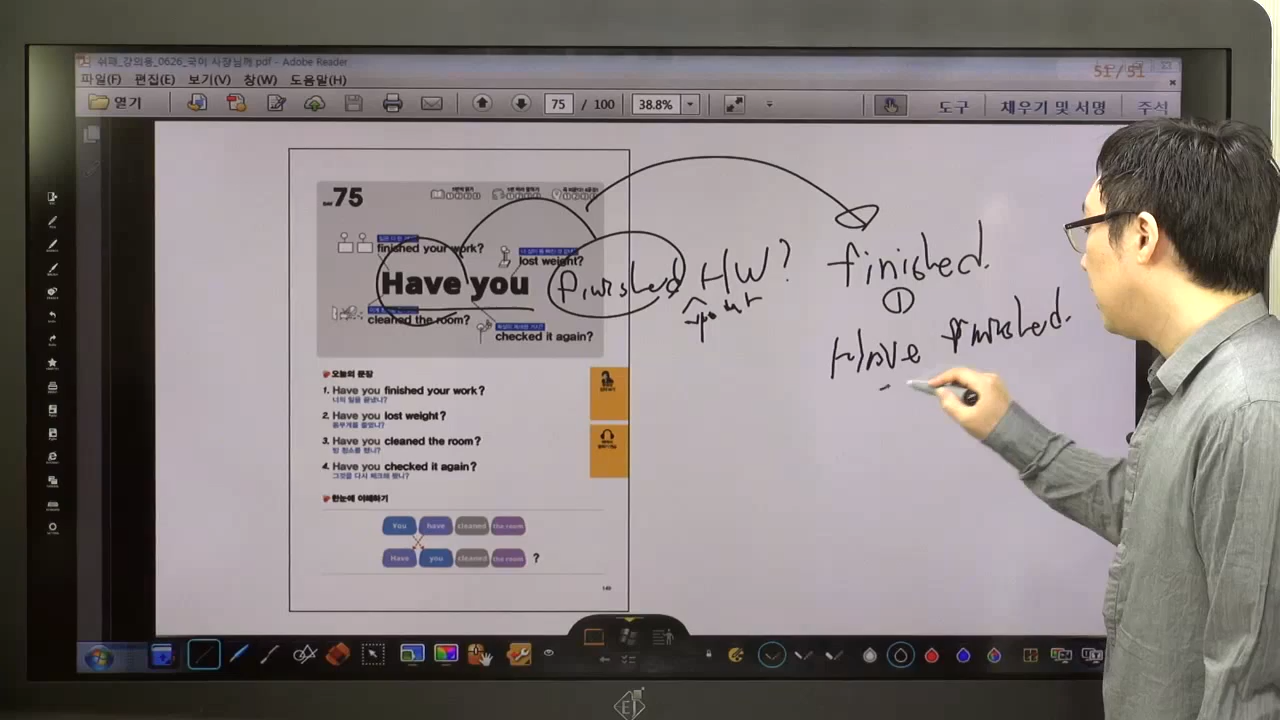 쉬패_강의용_0626_국이 사장님께.pdf - Adobe Reader
51 / 51
파일(F) 편집(E) 보기(V) 창(W) 도움말(H)
열기 75 / 100 38.8% 도구 채우기 및 서명 주석
75
finished your work?
lost weight?
Have you finished HW?
your
cleaned the room?
checked it again?
finished.
1
Have finished.
오늘의 문장
1. Have you finished your work?
너의 일을 끝냈니?
2. Have you lost weight?
몸무게를 줄였니?
3. Have you cleaned the room?
방 청소를 했니?
4. Have you checked it again?
그것을 다시 체크해 봤니?
한눈에 이해하기
You have cleaned the room
Have you cleaned the room ?
149